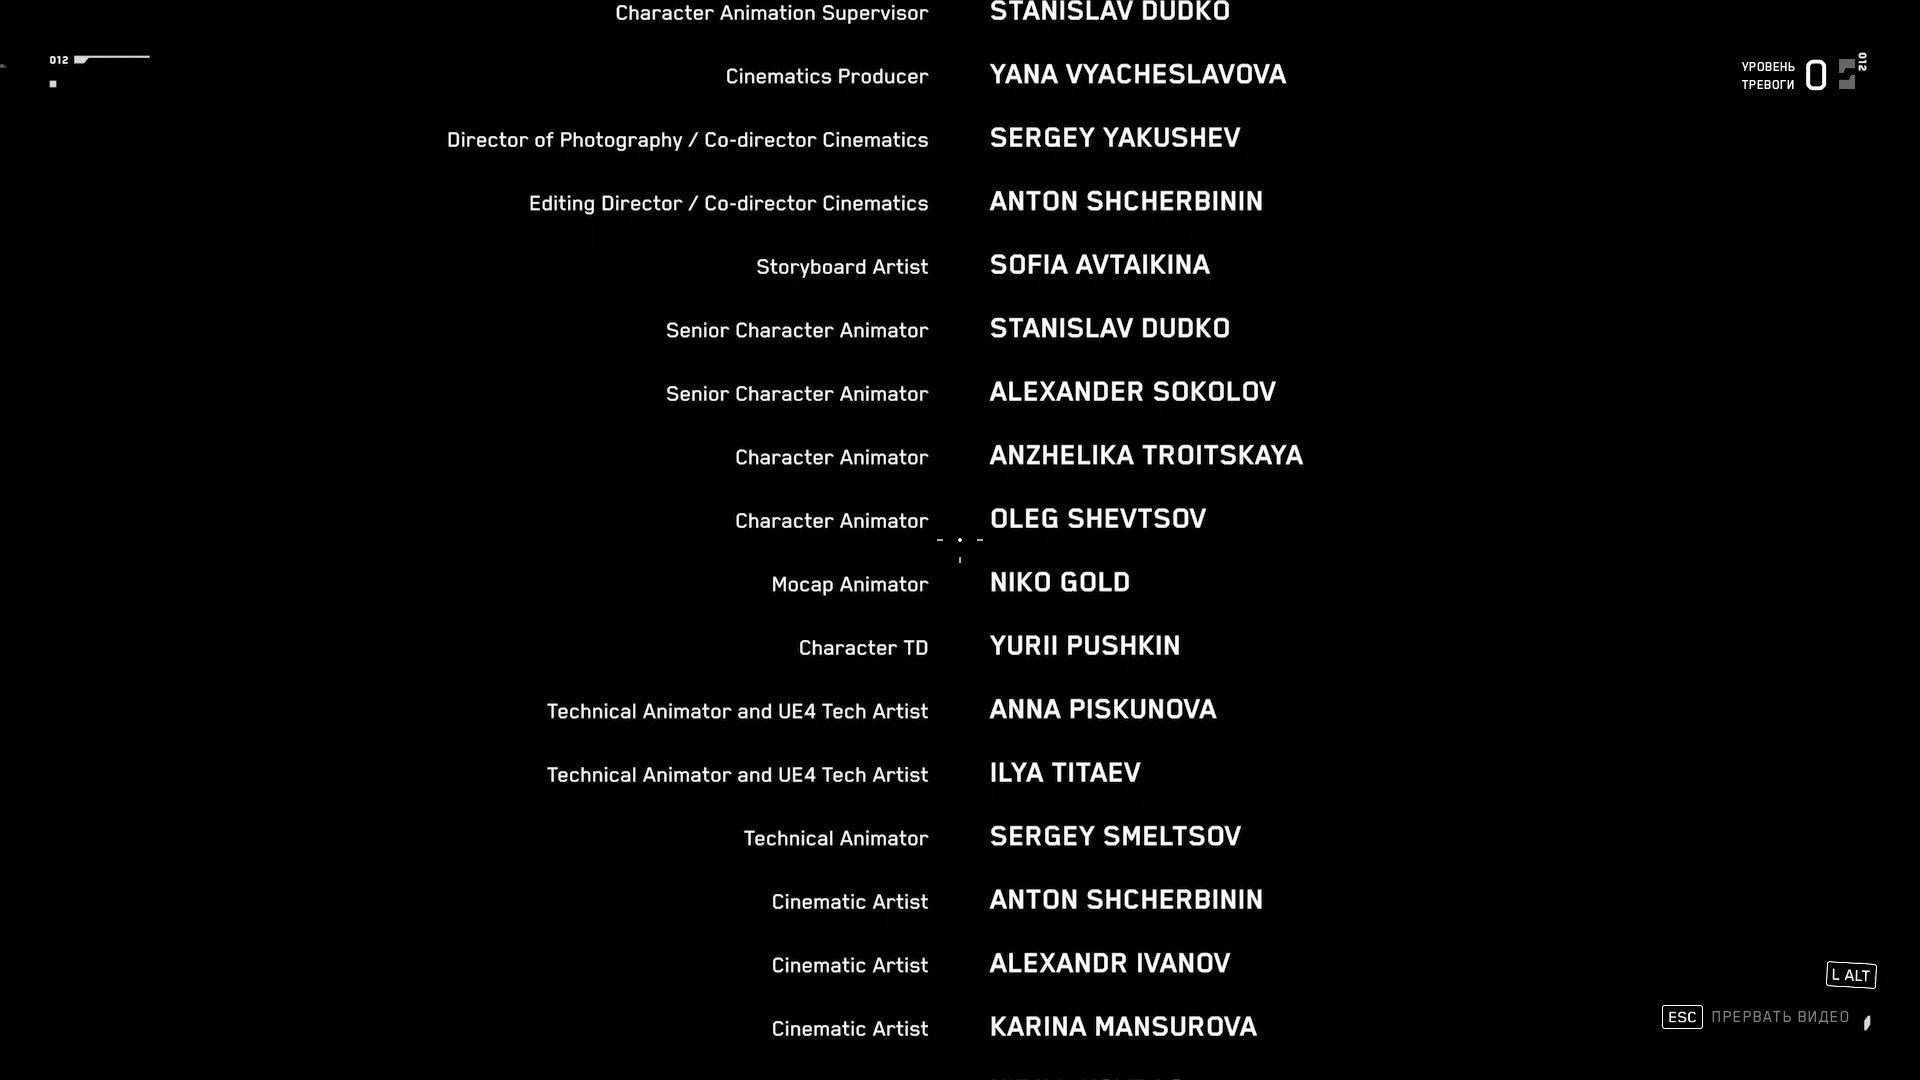 Character Animation Supervisor STANISLAV DUDKO
012
УРОВЕНЬ ТРЕВОГИ 0 012
Cinematics Producer YANA VYACHESLAVOVA
Director of Photography / Co-director Cinematics SERGEY YAKUSHEV
Editing Director / Co-director Cinematics ANTON SHCHERBININ
Storyboard Artist SOFIA AVTAIKINA
Senior Character Animator STANISLAV DUDKO
Senior Character Animator ALEXANDER SOKOLOV
Character Animator ANZHELIKA TROITSKAYA
Character Animator OLEG SHEVTSOV
Mocap Animator NIKO GOLD
Character TD YURII PUSHKIN
Technical Animator and UE4 Tech Artist ANNA PISKUNOVA
Technical Animator and UE4 Tech Artist ILYA TITAEV
Technical Animator SERGEY SMELTSOV
Cinematic Artist ANTON SHCHERBININ
Cinematic Artist ALEXANDR IVANOV
L ALT
Cinematic Artist KARINA MANSUROVA
ESC ПРЕРВАТЬ ВИДЕО